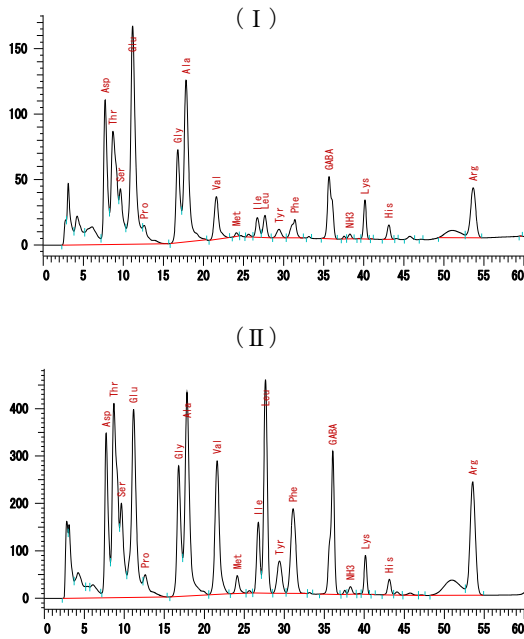 (Ⅰ)
150
100
50
0
Asp
Thr
Ser
Glu
Pro
Gly
Ala
Val
Met
Ile
Leu
Tyr
Phe
GABA
NH3
Lys
His
Arg
0 5 10 15 20 25 30 35 40 45 50 55 60
(Ⅱ)
400
300
200
100
0
Asp
Thr
Ser
Glu
Pro
Gly
Ala
Val
Met
Ile
Leu
Tyr
Phe
GABA
NH3
Lys
His
Arg
0 5 10 15 20 25 30 35 40 45 50 55 60